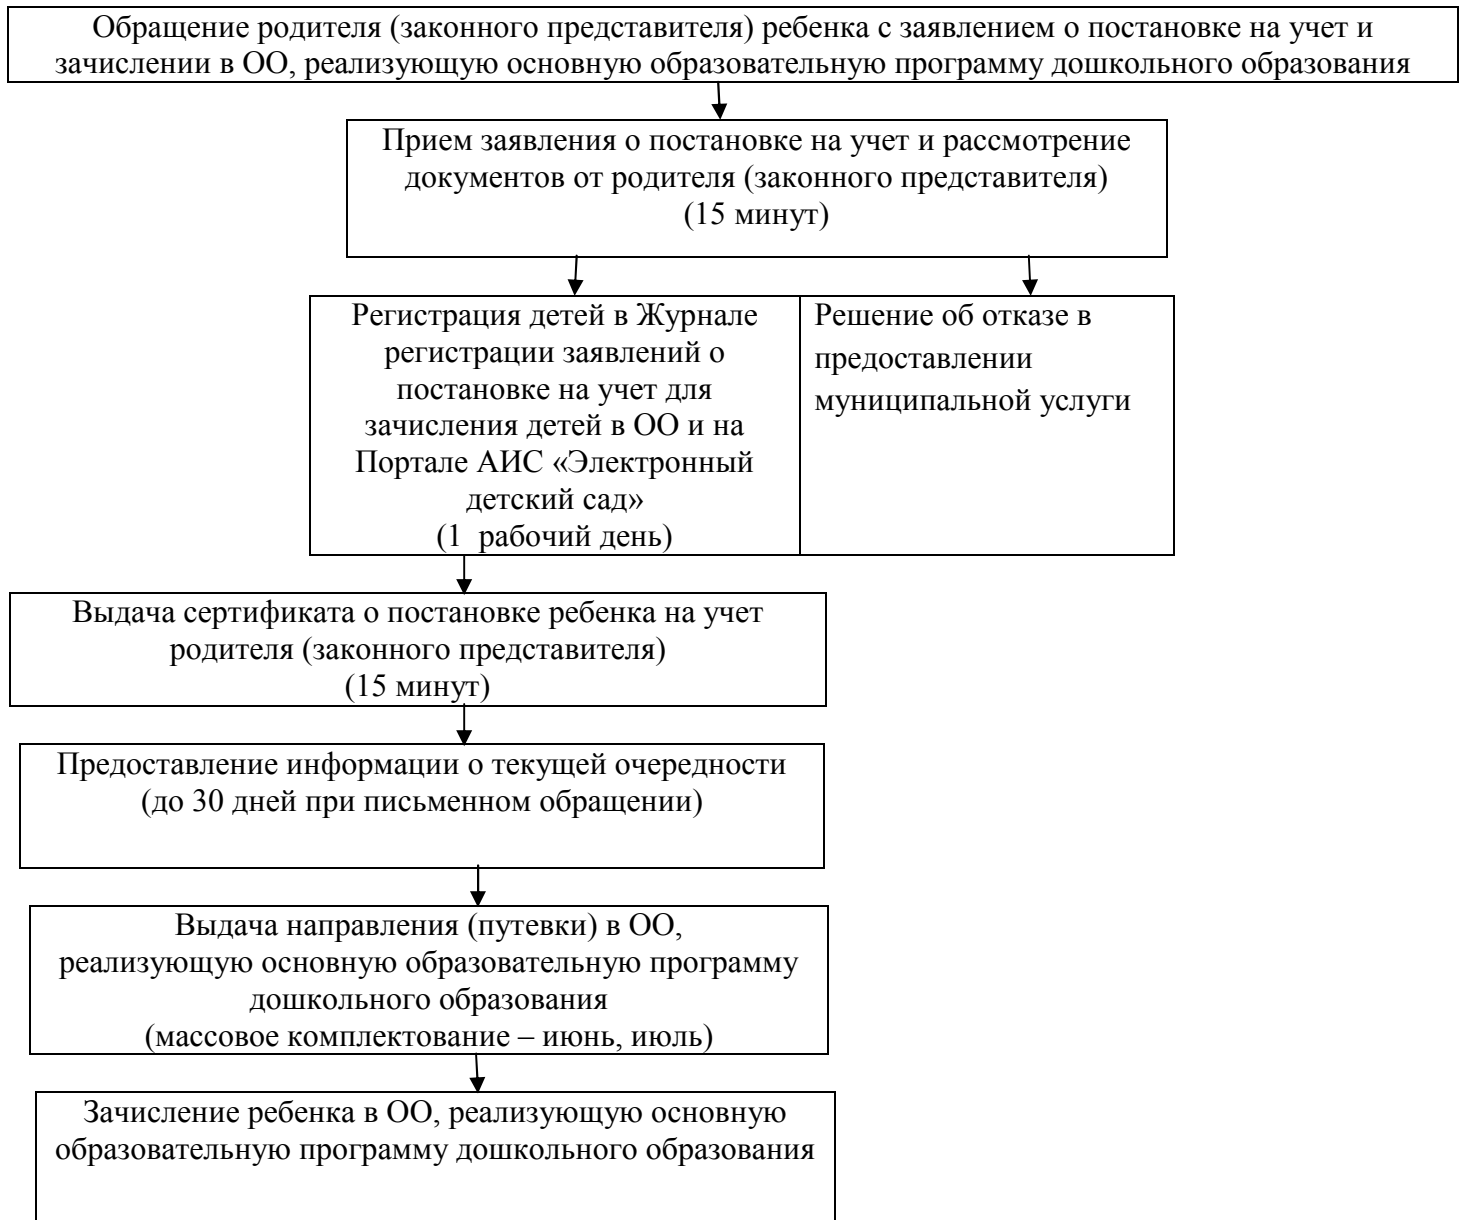 Обращение родителя (законного представителя) ребенка с заявлением о постановке на учет и
зачислении в ОО, реализующую основную образовательную программу дошкольного образования
Прием заявления о постановке на учет и рассмотрение
документов от родителя (законного представителя)
(15 минут)
Регистрация детей в Журнале
регистрации заявлений о
постановке на учет для
зачисления детей в ОО и на
Портале АИС «Электронный
детский сад»
(1  рабочий день)
Решение об отказе в
предоставлении
муниципальной услуги
Выдача сертификата о постановке ребенка на учет
родителя (законного представителя)
(15 минут)
Предоставление информации о текущей очередности
(до 30 дней при письменном обращении)
Выдача направления (путевки) в ОО,
реализующую основную образовательную программу
дошкольного образования
(массовое комплектование – июнь, июль)
Зачисление ребенка в ОО, реализующую основную
образовательную программу дошкольного образования